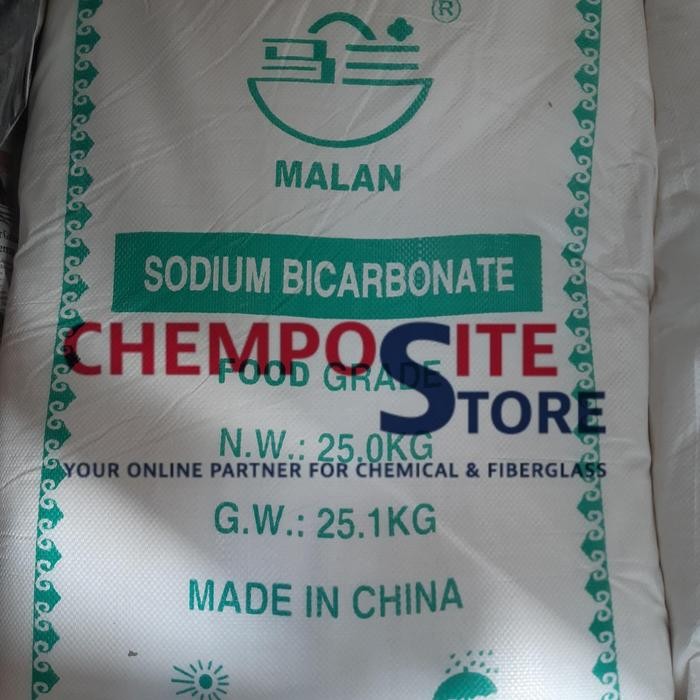 ®
MALAN
SODIUM BICARBONATE
CHEMPOSITE
FOOD GRADE
STORE
N.W.: 25.0KG
YOUR ONLINE PARTNER FOR CHEMICAL & FIBERGLASS
G.W.: 25.1KG
MADE IN CHINA